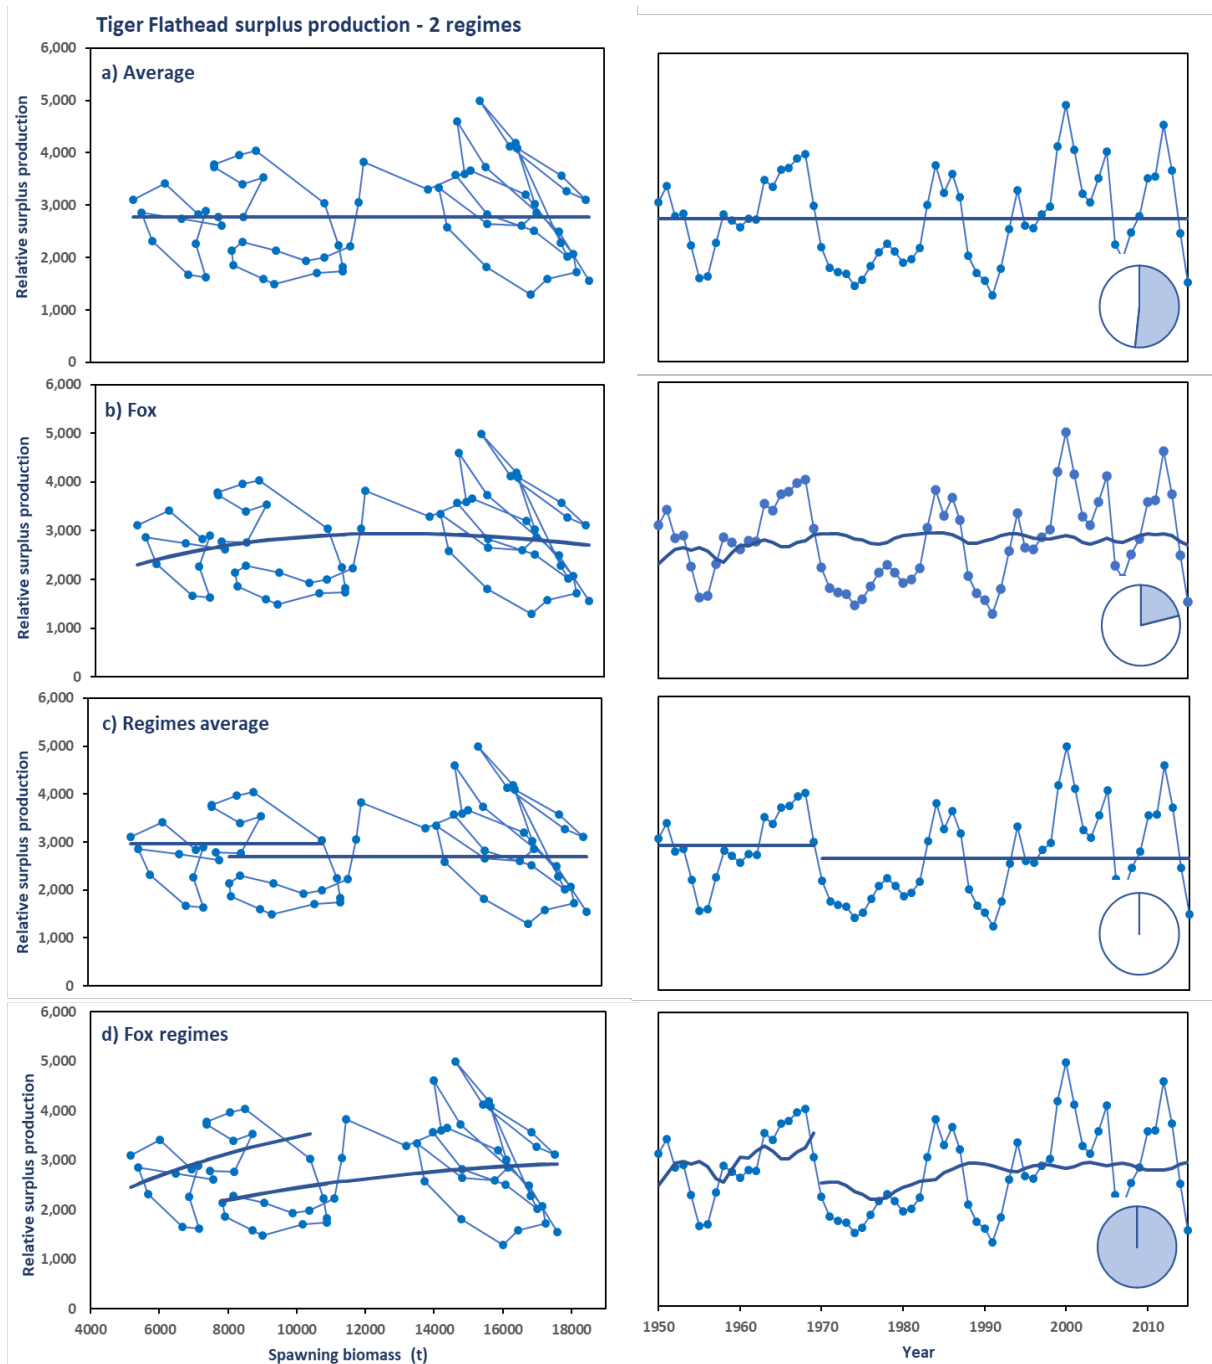 Tiger Flathead surplus production - 2 regimes
a) Average
Relative surplus production
6,000
5,000
4,000
3,000
2,000
1,000
0
b) Fox
Relative surplus production
6,000
5,000
4,000
3,000
2,000
1,000
0
c) Regimes average
Relative surplus production
6,000
5,000
4,000
3,000
2,000
1,000
0
d) Fox regimes
Relative surplus production
6,000
5,000
4,000
3,000
2,000
1,000
0
4000 6000 8000 10000 12000 14000 16000 18000
Spawning biomass (t)
1950 1960 1970 1980 1990 2000 2010
Year